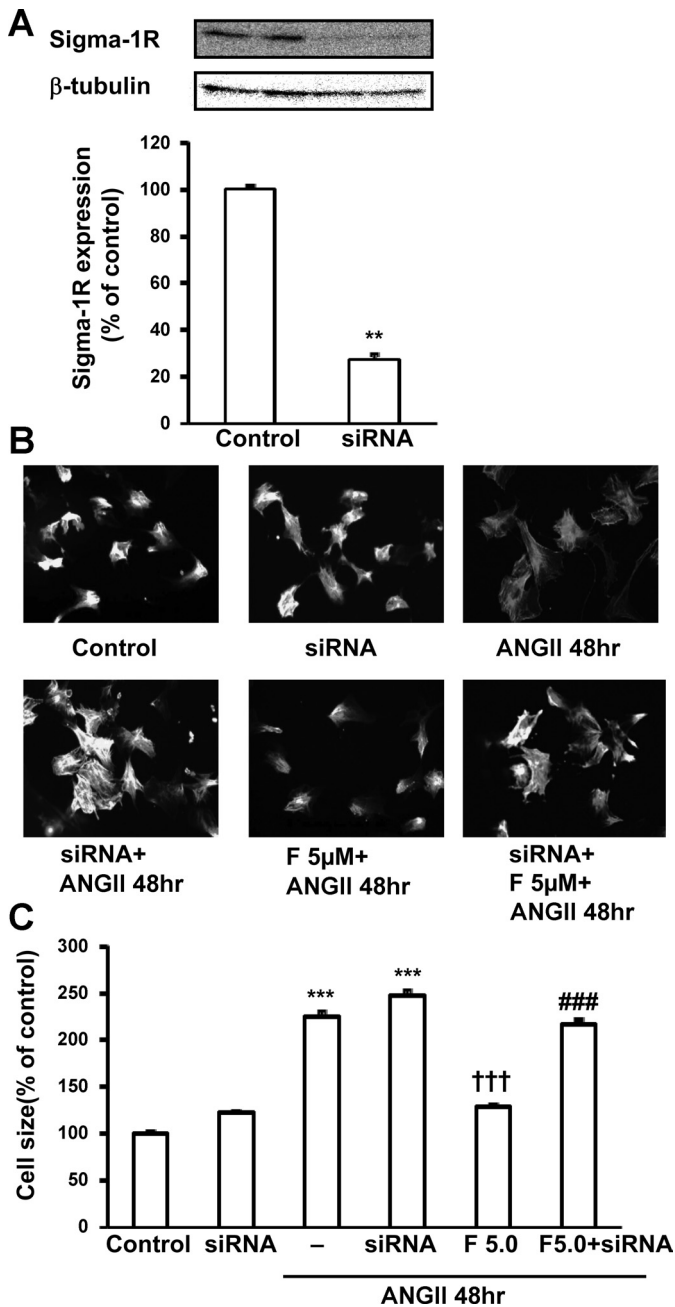 A
Sigma-1R
β-tubulin
Sigma-1R expression
(% of control)
120
100
80
60
40
20
0
**
Control
siRNA
B
Control
siRNA
ANGII 48hr
siRNA+
ANGII 48hr
F 5µM+
ANGII 48hr
siRNA+
F 5µM+
ANGII 48hr
C
Cell size(% of control)
300
250
200
150
100
50
0
***
***
†††
###
Control
siRNA
–
siRNA
F 5.0
F5.0+siRNA
ANGII 48hr